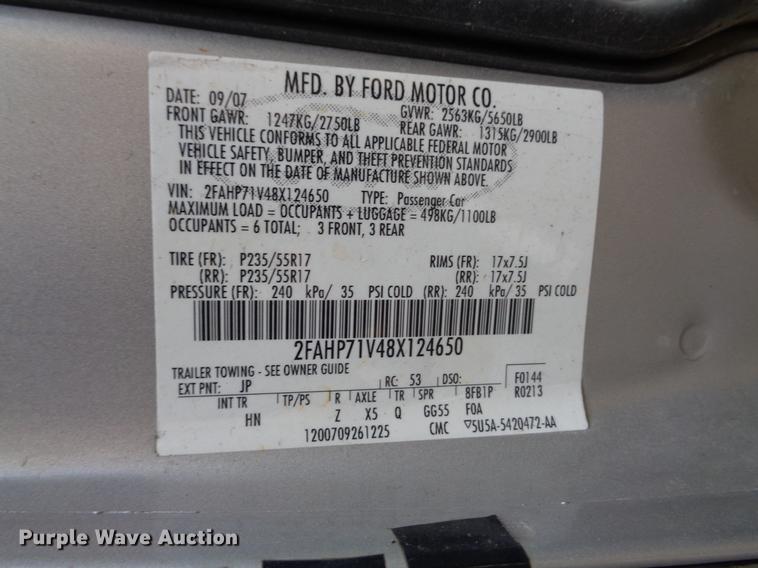 MFD. BY FORD MOTOR CO.
DATE: 09/07 GVWR: 2563KG/5650LB
FRONT GAWR: 1247KG/2750LB REAR GAWR: 1315KG/2900LB
THIS VEHICLE CONFORMS TO ALL APPLICABLE FEDERAL MOTOR
VEHICLE SAFETY, BUMPER, AND THEFT PREVENTION STANDARDS
IN EFFECT ON THE DATE OF MANUFACTURE SHOWN ABOVE.
VIN: 2FAHP71V48X124650 TYPE: Passenger Car
MAXIMUM LOAD = OCCUPANTS + LUGGAGE = 498KG/1100LB
OCCUPANTS = 6 TOTAL; 3 FRONT, 3 REAR
TIRE (FR): P235/55R17 RIMS (FR): 17x7.5J
(RR): P235/55R17 (RR): 17x7.5J
PRESSURE (FR): 240 kPa/ 35 PSI COLD (RR): 240 kPa/ 35 PSI COLD
2FAHP71V48X124650
TRAILER TOWING - SEE OWNER GUIDE
EXT PNT: JP RC: 53 DSO: F0144
INT TR TP/PS R AXLE TR SPR 8FB1P R0213
HN Z X5 Q GG55 F0A
1200709261225 CMC ▽5U5A-5420472-AA
Purple Wave Auction